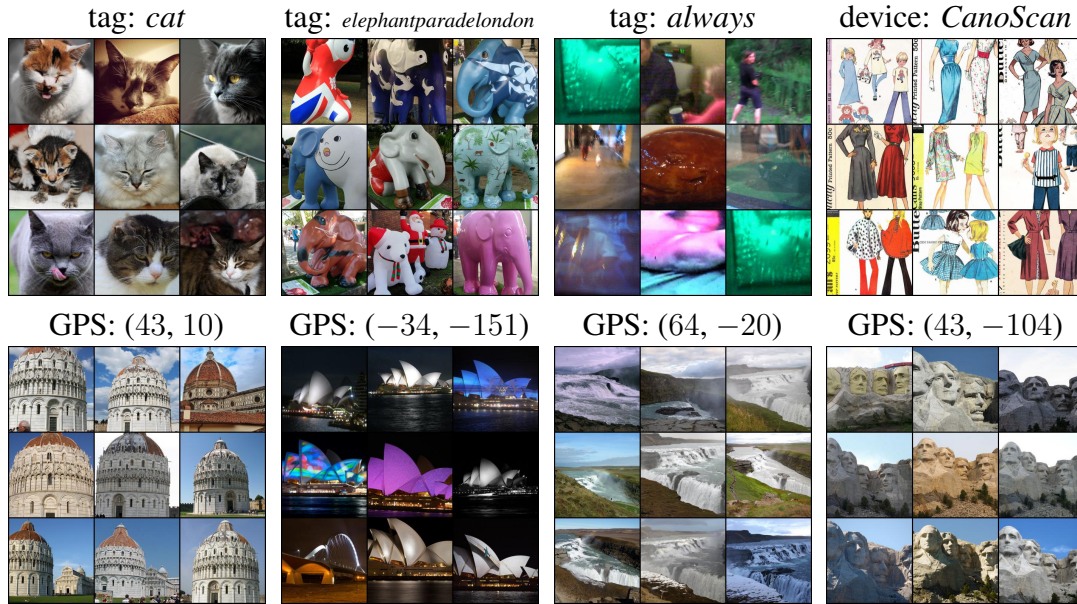 tag: cat
tag: elephantparadelondon
tag: always
device: CanoScan
GPS: (43, 10)
GPS: (−34, −151)
GPS: (64, −20)
GPS: (43, −104)